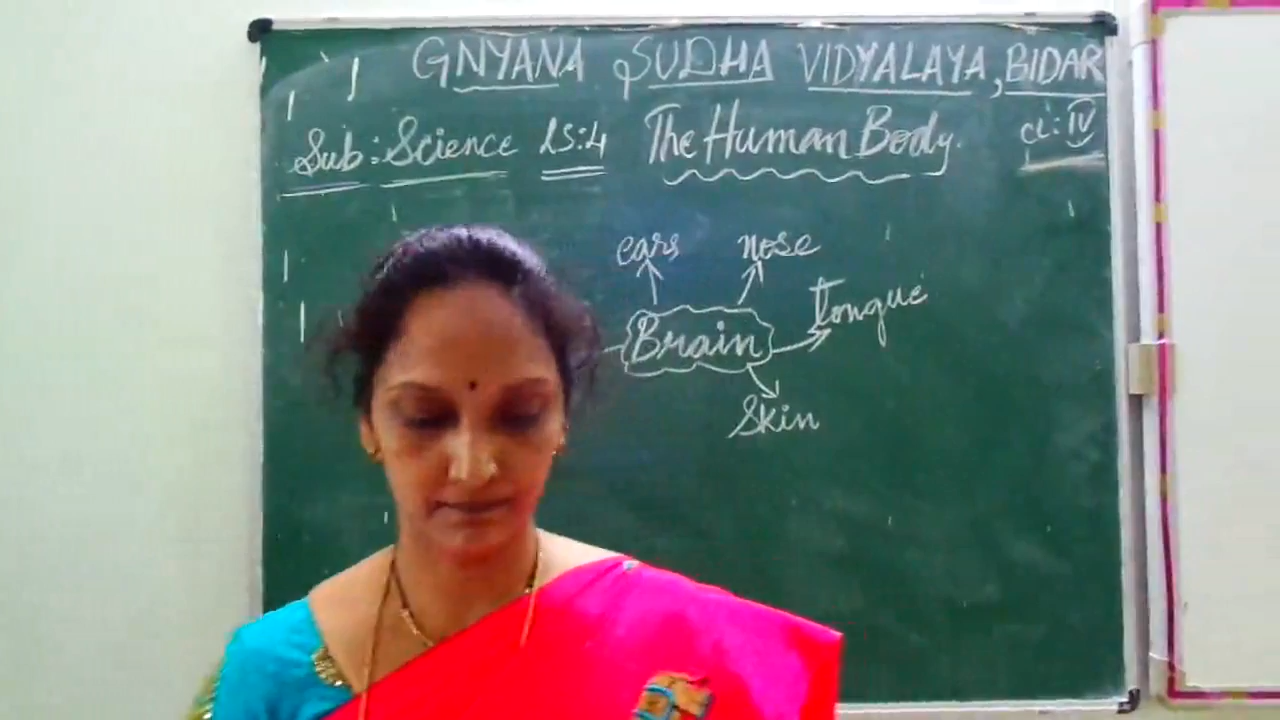 GNYANA SUDHA VIDYALAYA, BIDAR
Sub: Science LS:4 The Human Body. cl: IV
ears nose
Tongue
Brain
Skin